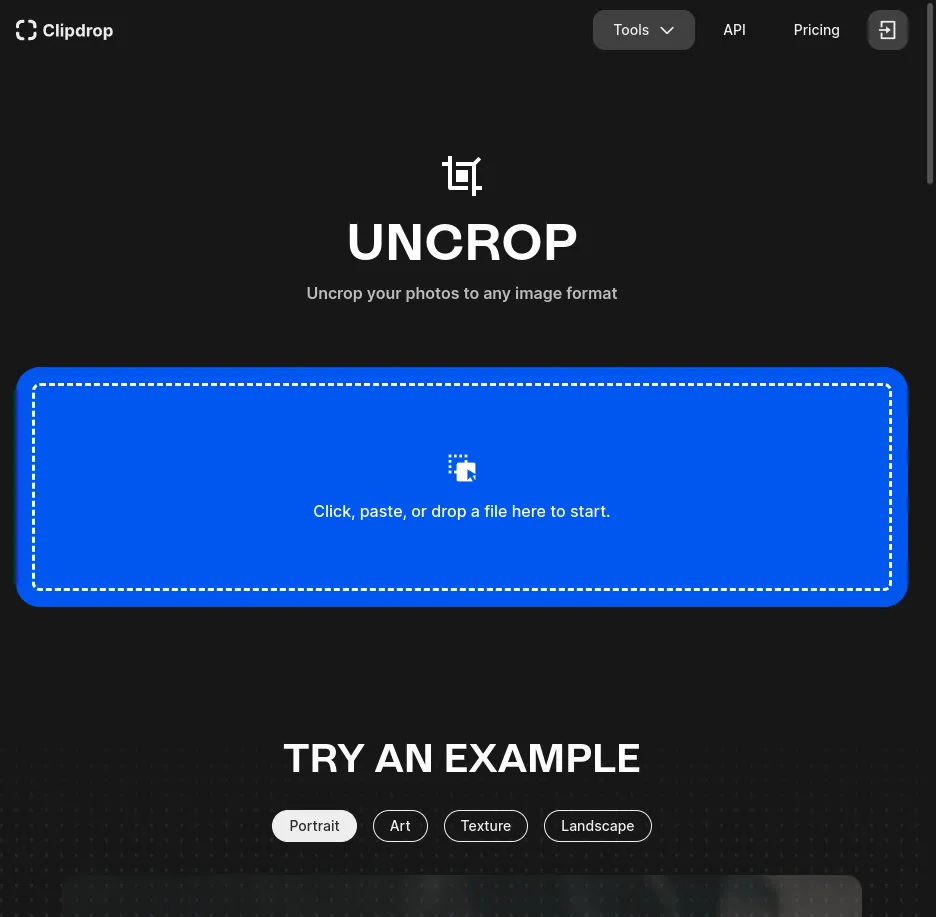 Clipdrop
Tools
API
Pricing
UNCROP
Uncrop your photos to any image format
Click, paste, or drop a file here to start.
TRY AN EXAMPLE
Portrait
Art
Texture
Landscape